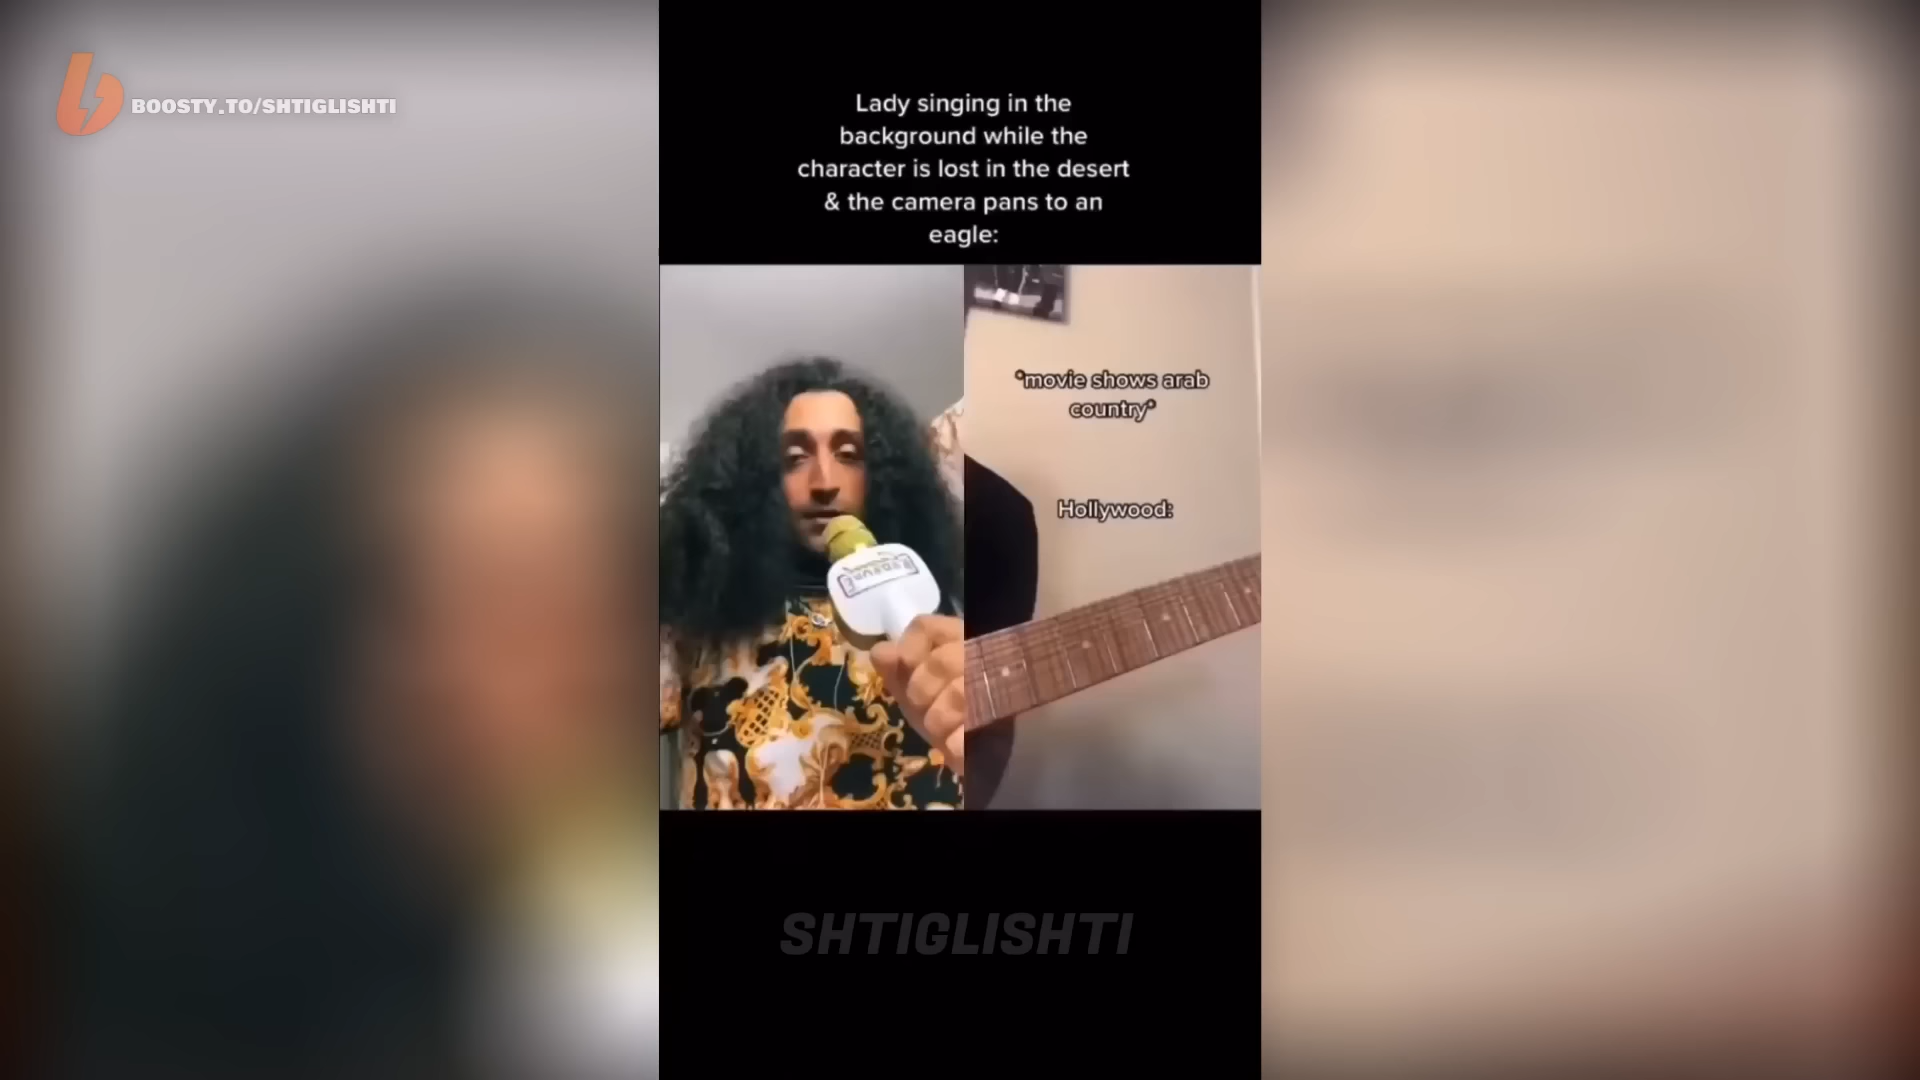 BOOSTY.TO/SHTIGLISHTI
Lady singing in the
background while the
character is lost in the desert
& the camera pans to an
eagle:
*movie shows arab
country*
Hollywood:
SHTIGLISHTI